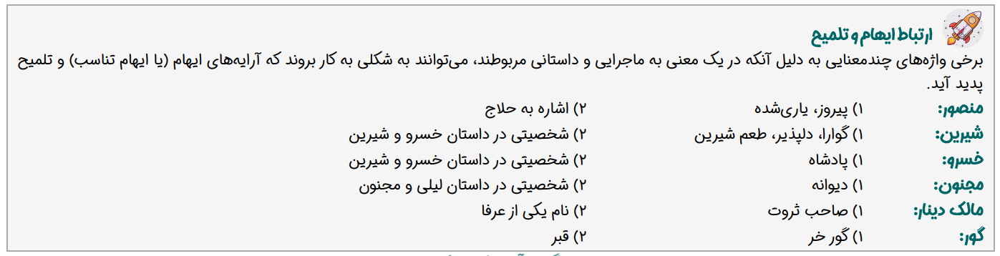 ارتباط ایهام و تلمیح
برخی واژه‌های چندمعنایی به دلیل آنکه در یک معنی به ماجرایی و داستانی مربوطند، می‌توانند به شکلی به کار بروند که آرایه‌های ایهام (یا ایهام تناسب) و تلمیح
پدید آید.
منصور: ۱) پیروز، یاری‌شده ۲) اشاره به حلاج
شیرین: ۱) گوارا، دلپذیر، طعم شیرین ۲) شخصیتی در داستان خسرو و شیرین
خسرو: ۱) پادشاه ۲) شخصیتی در داستان خسرو و شیرین
مجنون: ۱) دیوانه ۲) شخصیتی در داستان لیلی و مجنون
مالک دینار: ۱) صاحب ثروت ۲) نام یکی از عرفا
گور: ۱) گور خر ۲) قبر